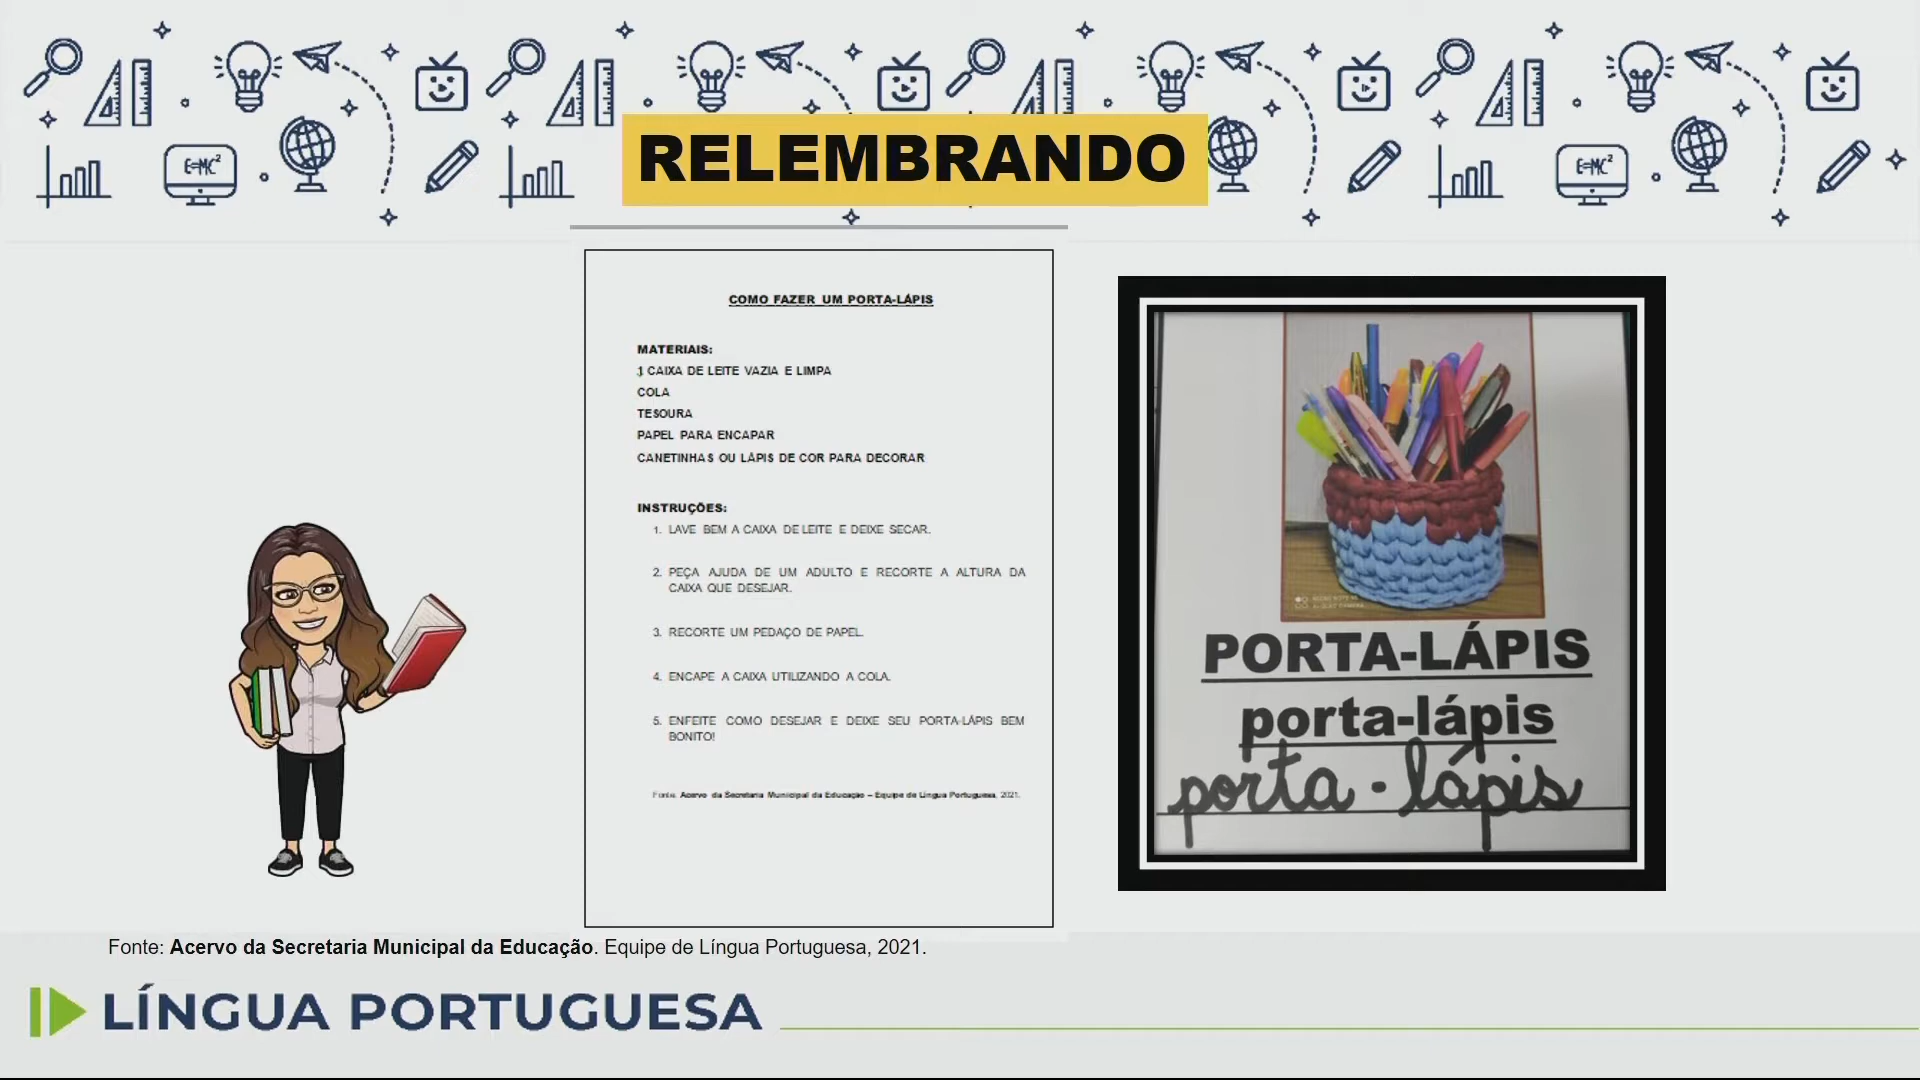 RELEMBRANDO
COMO FAZER UM PORTA-LÁPIS
MATERIAIS:
1 CAIXA DE LEITE VAZIA E LIMPA
COLA
TESOURA
PAPEL PARA ENCAPAR
CANETINHAS OU LÁPIS DE COR PARA DECORAR
INSTRUÇÕES:
1. LAVE BEM A CAIXA DE LEITE E DEIXE SECAR.
2. PEÇA AJUDA DE UM ADULTO E RECORTE A ALTURA DA
CAIXA QUE DESEJAR.
3. RECORTE UM PEDAÇO DE PAPEL.
4. ENCAPE A CAIXA UTILIZANDO A COLA.
5. ENFEITE COMO DESEJAR E DEIXE SEU PORTA-LÁPIS BEM
BONITO!
Fonte: Acervo da Secretaria Municipal da Educação – Equipe de Língua Portuguesa, 2021.
PORTA-LÁPIS
porta-lápis
porta-lápis
E=MC²
E=MC²
Fonte: Acervo da Secretaria Municipal da Educação. Equipe de Língua Portuguesa, 2021.
LÍNGUA PORTUGUESA